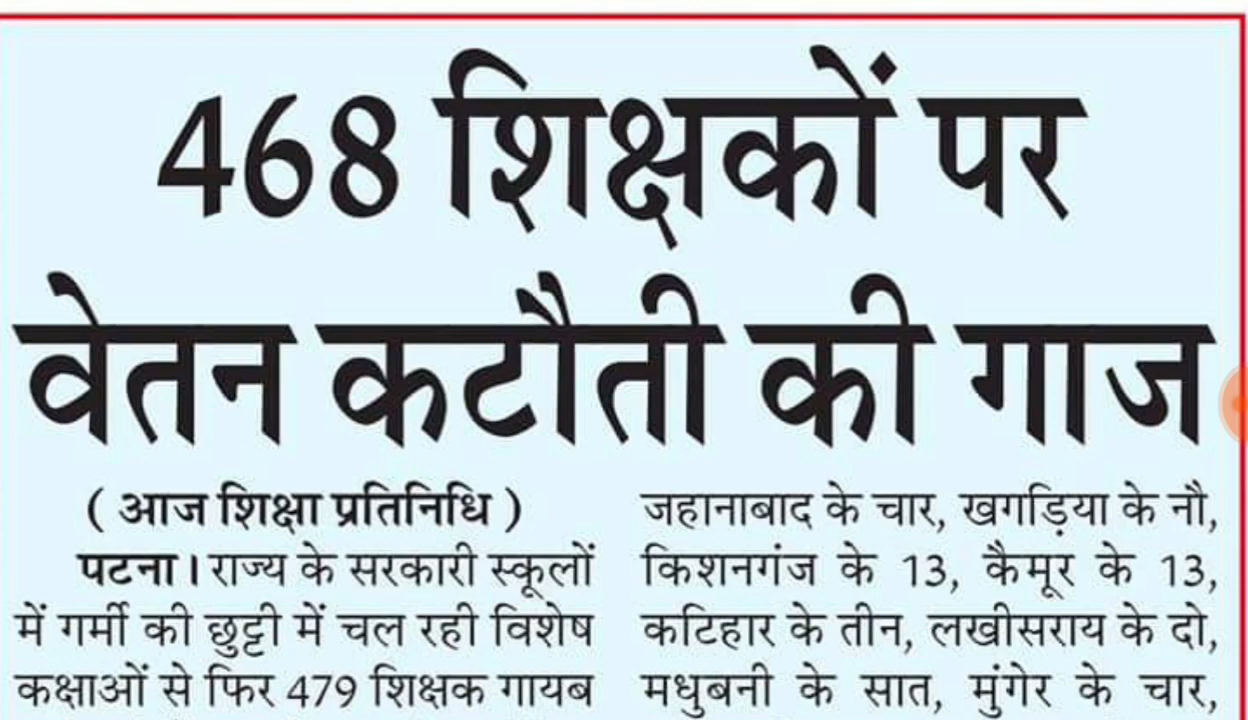 468 शिक्षकों पर
वेतन कटौती की गाज
( आज शिक्षा प्रतिनिधि )
पटना। राज्य के सरकारी स्कूलों
में गर्मी की छुट्टी में चल रही विशेष
कक्षाओं से फिर 479 शिक्षक गायब
जहानाबाद के चार, खगड़िया के नौ,
किशनगंज के 13, कैमूर के 13,
कटिहार के तीन, लखीसराय के दो,
मधुबनी के सात, मुंगेर के चार,